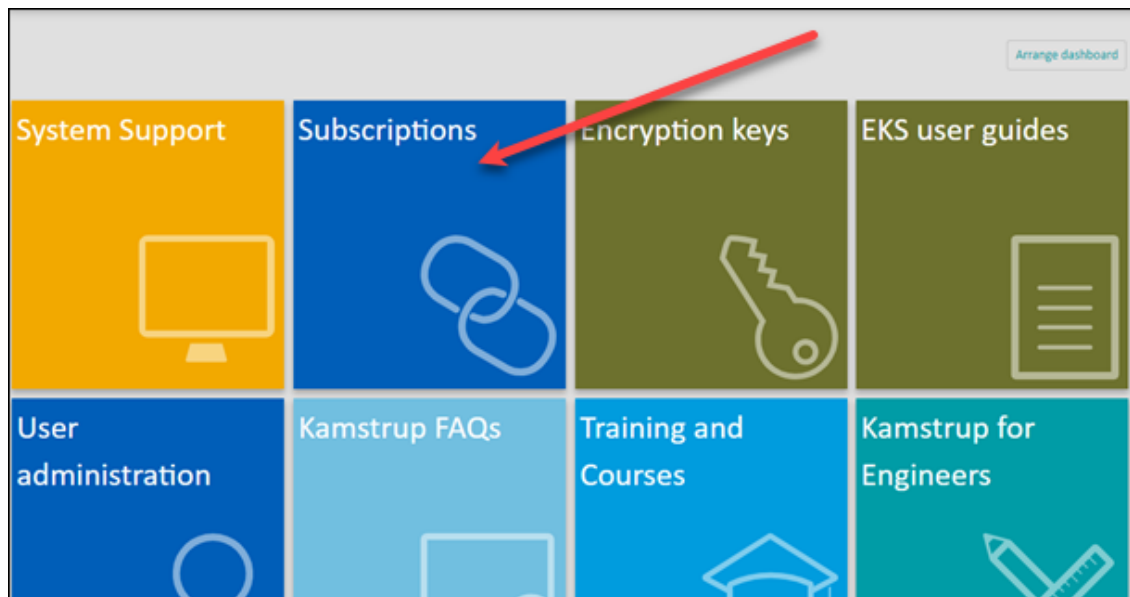 Arrange dashboard
System Support
Subscriptions
Encryption keys
EKS user guides
User
administration
Kamstrup FAQs
Training and
Courses
Kamstrup for
Engineers